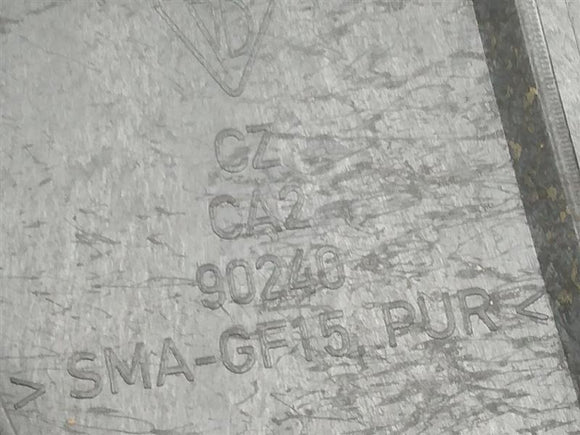 D
CZ
CA2
90240
> SMA-GF15, PUR <